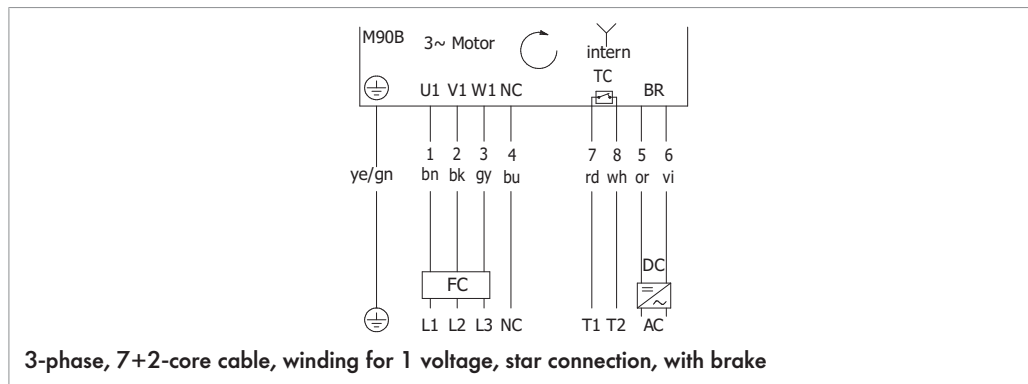 M90B 3~ Motor intern
TC
U1 V1 W1 NC BR
1 2 3 4 7 8 5 6
ye/gn bn bk gy bu rd wh or vi
DC
FC
L1 L2 L3 NC T1 T2 AC
3-phase, 7+2-core cable, winding for 1 voltage, star connection, with brake